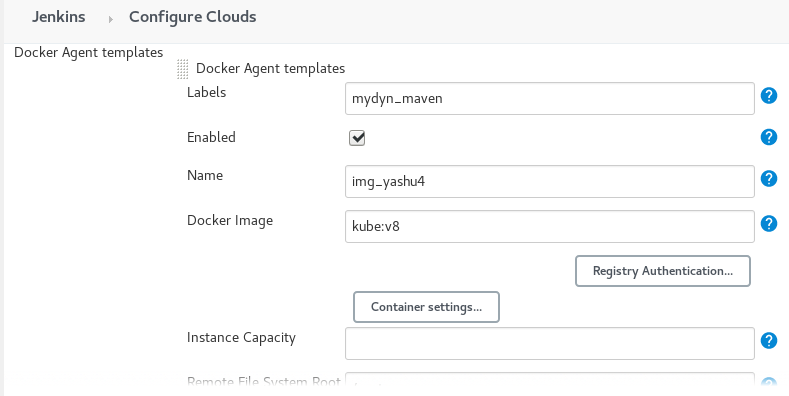 Jenkins › Configure Clouds
Docker Agent templates
Docker Agent templates
Labels mydyn_maven ?
Enabled ?
Name img_yashu4 ?
Docker Image kube:v8 ?
Registry Authentication...
Container settings...
Instance Capacity ?
Remote File System Root ?